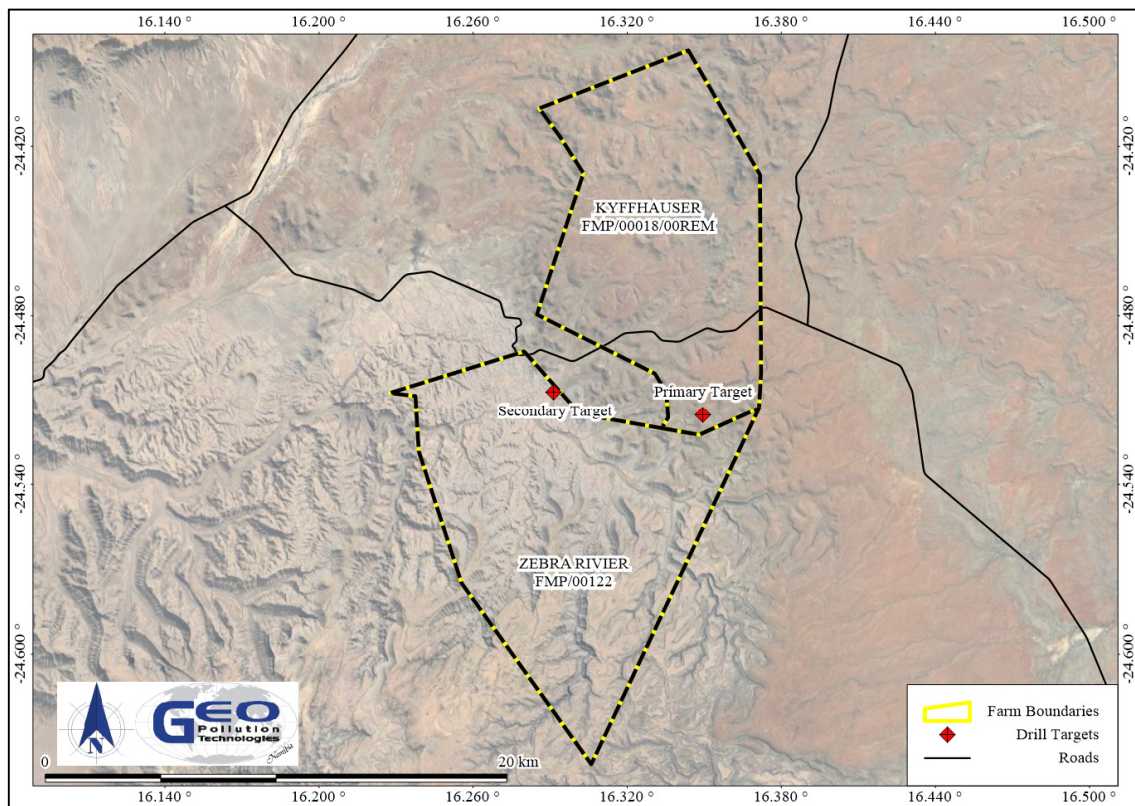 16.140 ° 16.200 ° 16.260 ° 16.320 ° 16.380 ° 16.440 ° 16.500 °
-24.420 ° -24.420 °
KYFFHAUSER
FMP/00018/00REM
-24.480 ° -24.480 °
Primary Target
Secondary Target
-24.540 ° -24.540 °
ZEBRA RIVIER
FMP/00122
-24.600 ° -24.600 °
N
GEO
Pollution
Technologies
Namibia
0 20 km
Farm Boundaries
Drill Targets
Roads
16.140 ° 16.200 ° 16.260 ° 16.320 ° 16.380 ° 16.440 ° 16.500 °